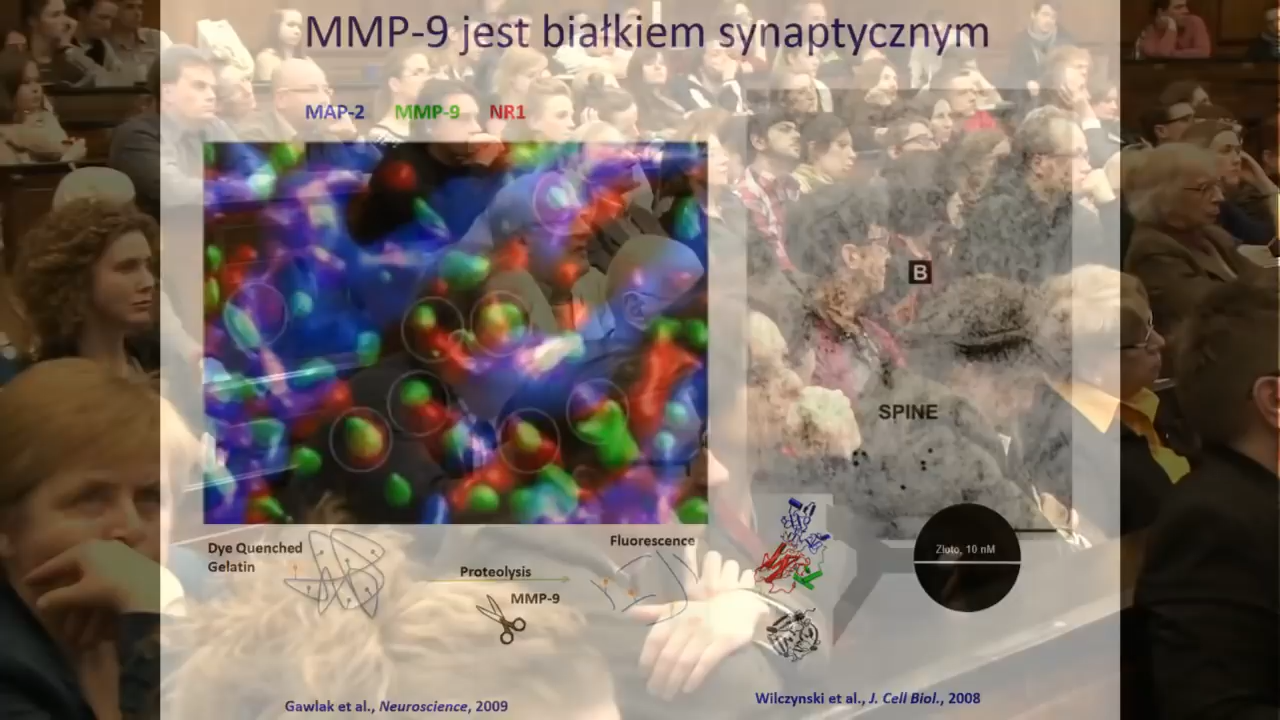 MMP-9 jest białkiem synaptycznym
MAP-2 MMP-9 NR1
B
SPINE
Dye Quenched
Gelatin
Proteolysis
MMP-9
Fluorescence
Złoto, 10 nM
Gawlak et al., Neuroscience, 2009
Wilczynski et al., J. Cell Biol., 2008